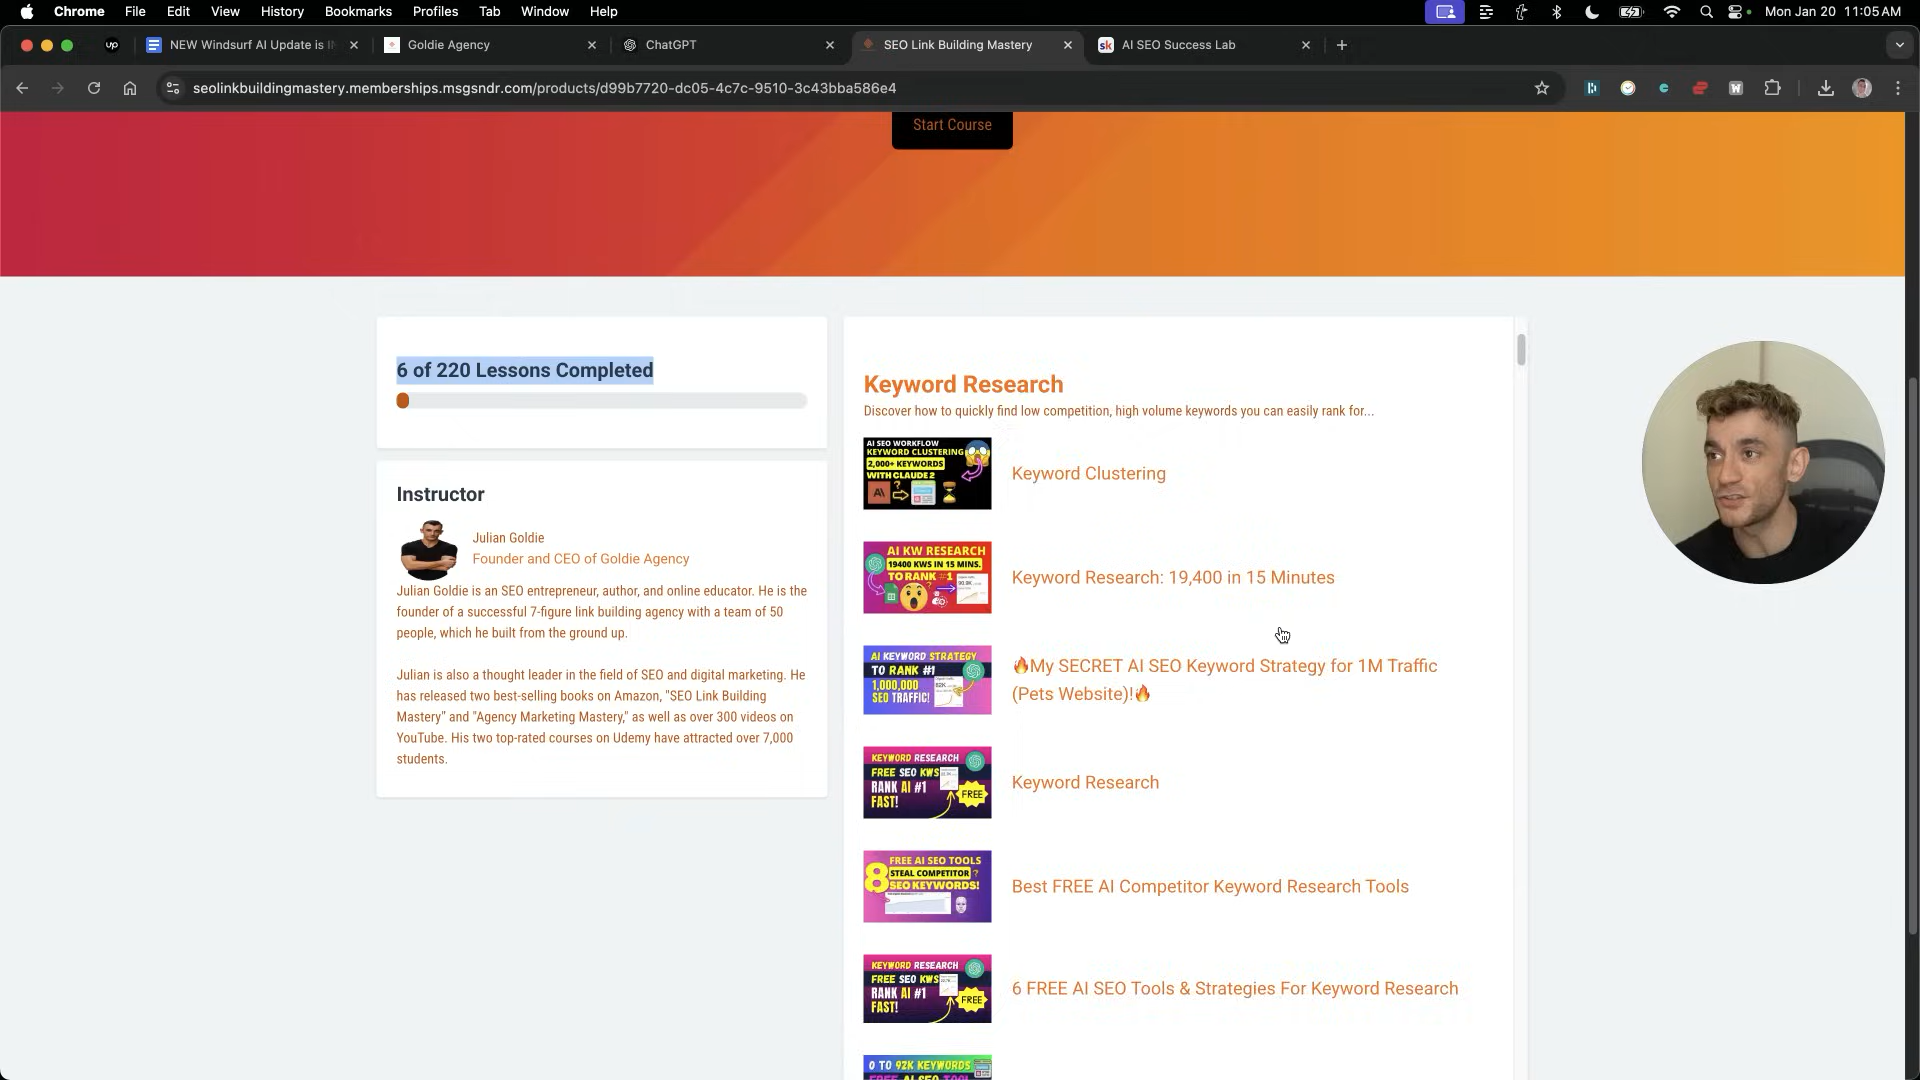 Chrome File Edit View History Bookmarks Profiles Tab Window Help Mon Jan 20 11:05 AM
up NEW Windsurf AI Update is Goldie Agency ChatGPT SEO Link Building Mastery sk AI SEO Success Lab
seolinkbuildingmastery.memberships.msgsndr.com/products/d99b7720-dc05-4c7c-9510-3c43bba586e4
Start Course
6 of 220 Lessons Completed
Instructor
Julian Goldie
Founder and CEO of Goldie Agency
Julian Goldie is an SEO entrepreneur, author, and online educator. He is the
founder of a successful 7-figure link building agency with a team of 50
people, which he built from the ground up.
Julian is also a thought leader in the field of SEO and digital marketing. He
has released two best-selling books on Amazon, "SEO Link Building
Mastery" and "Agency Marketing Mastery," as well as over 300 videos on
YouTube. His two top-rated courses on Udemy have attracted over 7,000
students.
Keyword Research
Discover how to quickly find low competition, high volume keywords you can easily rank for...
AI SEO WORKFLOW
KEYWORD CLUSTERING
2,000+ KEYWORDS
WITH CLAUDE 2
Keyword Clustering
AI KW RESEARCH
19400 KWS IN 15 MINS.
TO RANK #1
Keyword Research: 19,400 in 15 Minutes
AI KEYWORD STRATEGY
TO RANK #1
1,000,000
SEO TRAFFIC!
🔥My SECRET AI SEO Keyword Strategy for 1M Traffic
(Pets Website)!🔥
KEYWORD RESEARCH
FREE SEO KWS
RANK AI #1
FAST!
FREE
Keyword Research
8 FREE AI SEO TOOLS
STEAL COMPETITOR
SEO KEYWORDS!
Best FREE AI Competitor Keyword Research Tools
KEYWORD RESEARCH
FREE SEO KWS
RANK AI #1
FAST!
FREE
6 FREE AI SEO Tools & Strategies For Keyword Research
0 TO 92K KEYWORDS
FREE AI SEO TOOL